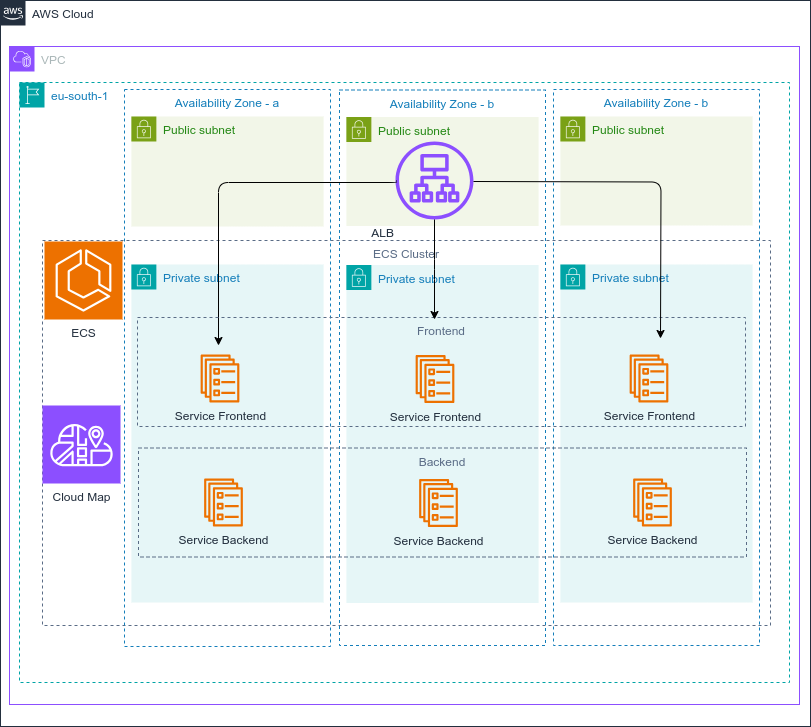 aws
AWS Cloud
VPC
eu-south-1
Availability Zone - a
Availability Zone - b
Availability Zone - b
Public subnet
Public subnet
Public subnet
ALB
ECS Cluster
Private subnet
Private subnet
Private subnet
ECS
Frontend
Service Frontend
Service Frontend
Service Frontend
Cloud Map
Backend
Service Backend
Service Backend
Service Backend